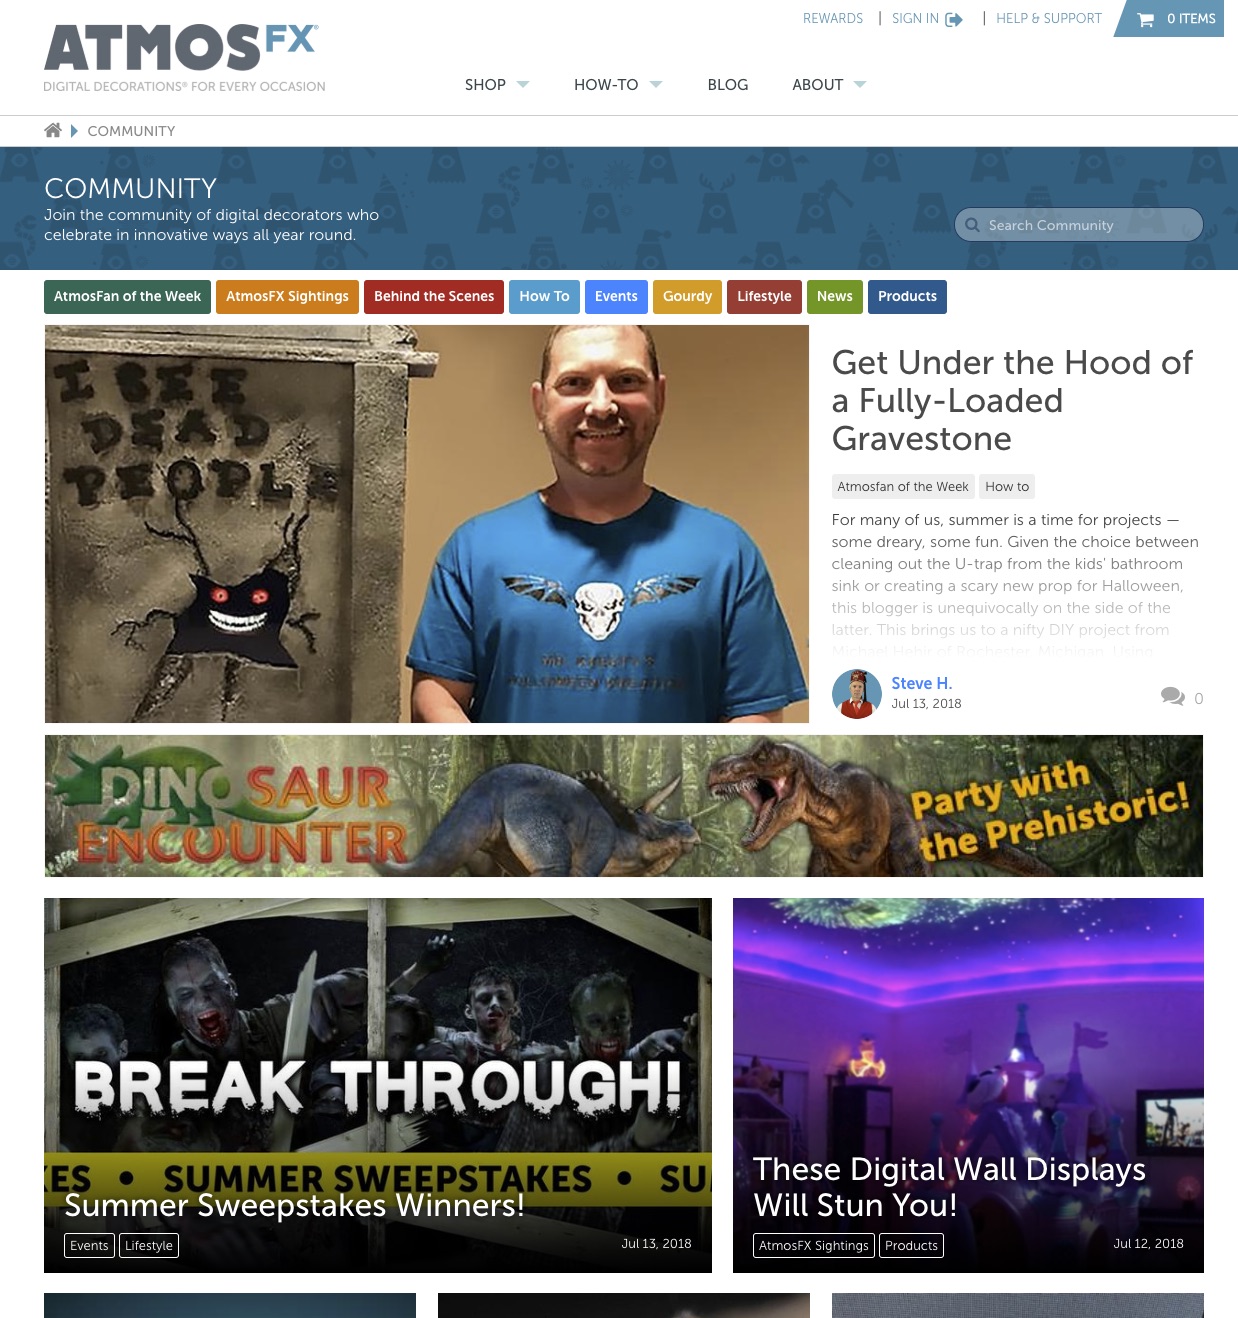 REWARDS
SIGN IN
HELP & SUPPORT
0 ITEMS
ATMOSFX®
DIGITAL DECORATIONS® FOR EVERY OCCASION
SHOP
HOW-TO
BLOG
ABOUT
COMMUNITY
COMMUNITY
Join the community of digital decorators who
celebrate in innovative ways all year round.
Search Community
AtmosFan of the Week
AtmosFX Sightings
Behind the Scenes
How To
Events
Gourdy
Lifestyle
News
Products
I SEE
DEAD
PEOPLE
Get Under the Hood of
a Fully-Loaded
Gravestone
Atmosfan of the Week
How to
For many of us, summer is a time for projects —
some dreary, some fun. Given the choice between
cleaning out the U-trap from the kids' bathroom
sink or creating a scary new prop for Halloween,
this blogger is unequivocally on the side of the
latter. This brings us to a nifty DIY project from
Michael Hebir of Rochester, Michigan. Using
Steve H.
Jul 13, 2018
0
DINOSAUR
ENCOUNTER
Party with
the Prehistoric!
BREAK THROUGH!
KES • SUMMER SWEEPSTAKES • SU
Summer Sweepstakes Winners!
Events
Lifestyle
Jul 13, 2018
These Digital Wall Displays
Will Stun You!
AtmosFX Sightings
Products
Jul 12, 2018